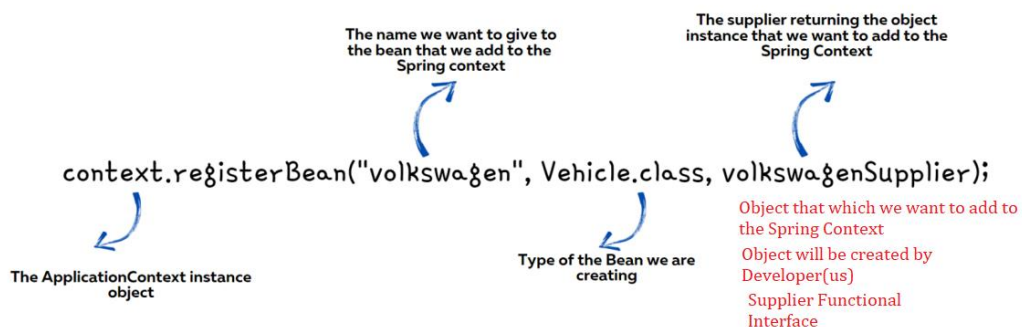 The name we want to give to
the bean that we add to the
Spring context
The supplier returning the object
instance that we want to add to the
Spring Context
context.registerBean("volkswagen", Vehicle.class, volkswagenSupplier);
The ApplicationContext instance
object
Type of the Bean we are
creating
Object that which we want to add to
the Spring Context
Object will be created by
Developer(us)
Supplier Functional
Interface